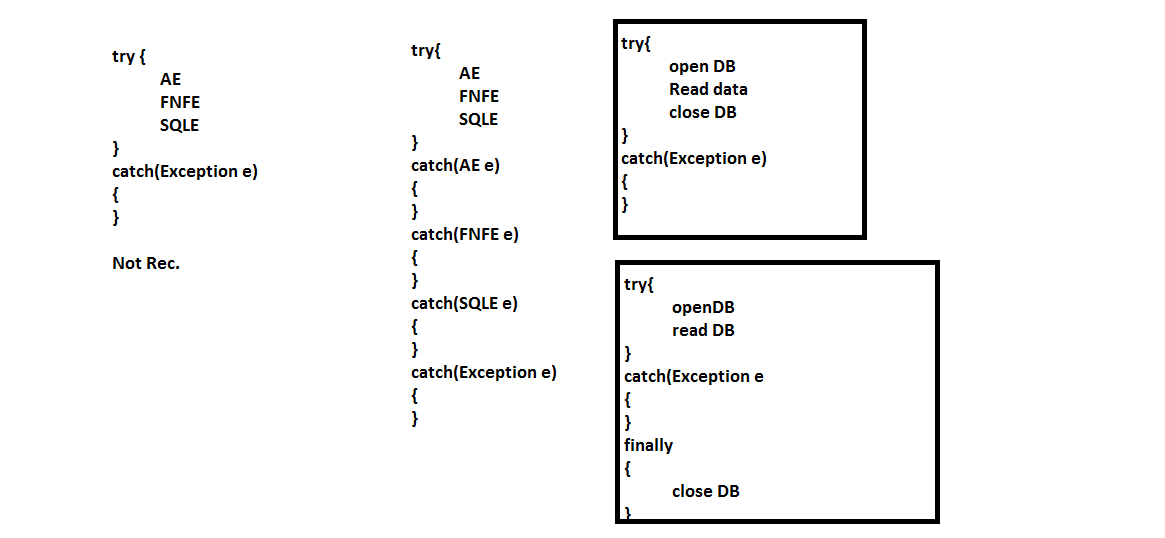 try {
AE
FNFE
SQLE
}
catch(Exception e)
{
}
Not Rec.
try{
AE
FNFE
SQLE
}
catch(AE e)
{
}
catch(FNFE e)
{
}
catch(SQLE e)
{
}
catch(Exception e)
{
}
try{
open DB
Read data
close DB
}
catch(Exception e)
{
}
try{
openDB
read DB
}
catch(Exception e
{
}
finally
{
close DB
}